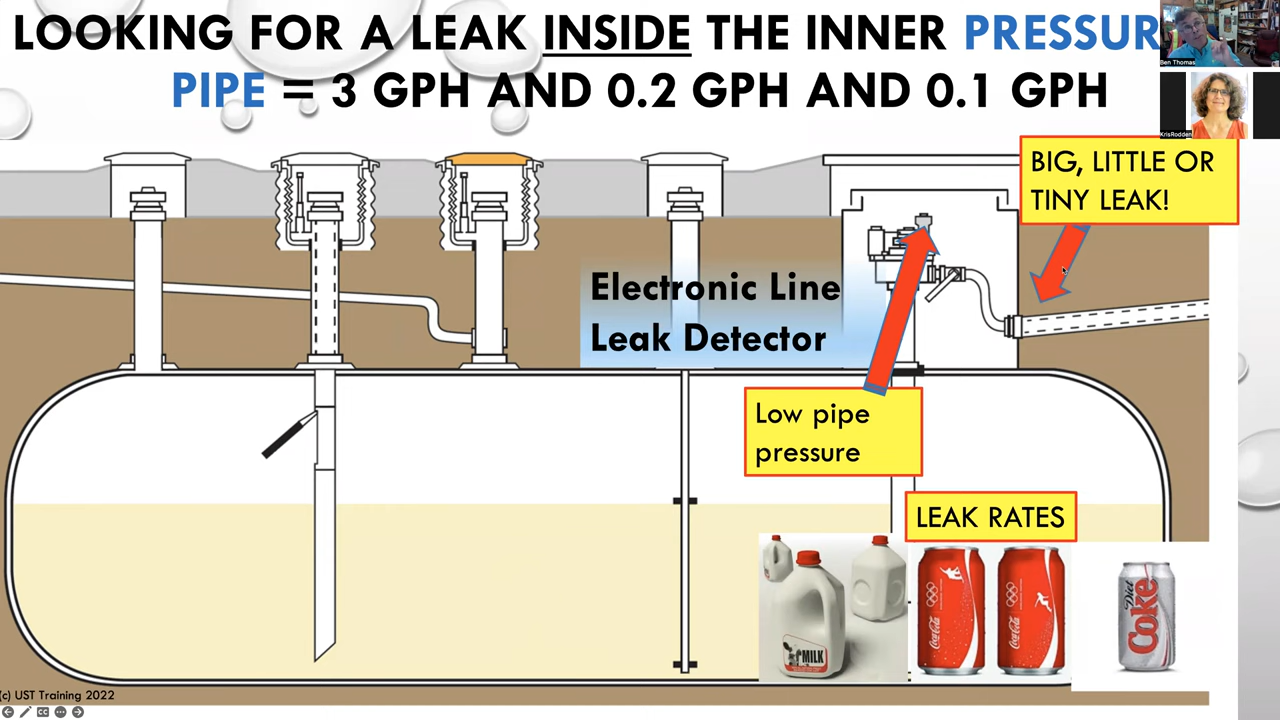 LOOKING FOR A LEAK INSIDE THE INNER PRESSUR
PIPE = 3 GPH AND 0.2 GPH AND 0.1 GPH
Ben Thomas
KrisRodden
BIG, LITTLE OR
TINY LEAK!
Electronic Line
Leak Detector
Low pipe
pressure
LEAK RATES
MILK
Coca-Cola
Coca-Cola
Diet
Coke
(c) UST Training 2022